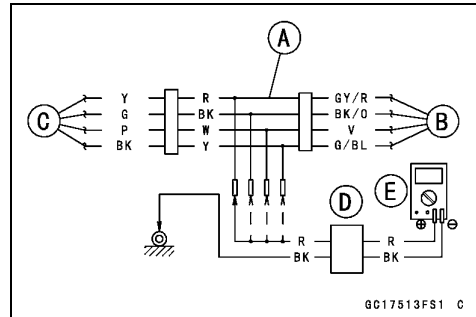 A
Y R GY/R
G BK BK/O
C P W V B
BK Y G/BL
D E
R R
BK BK
⊕ ⊖
GC17513FS1 C